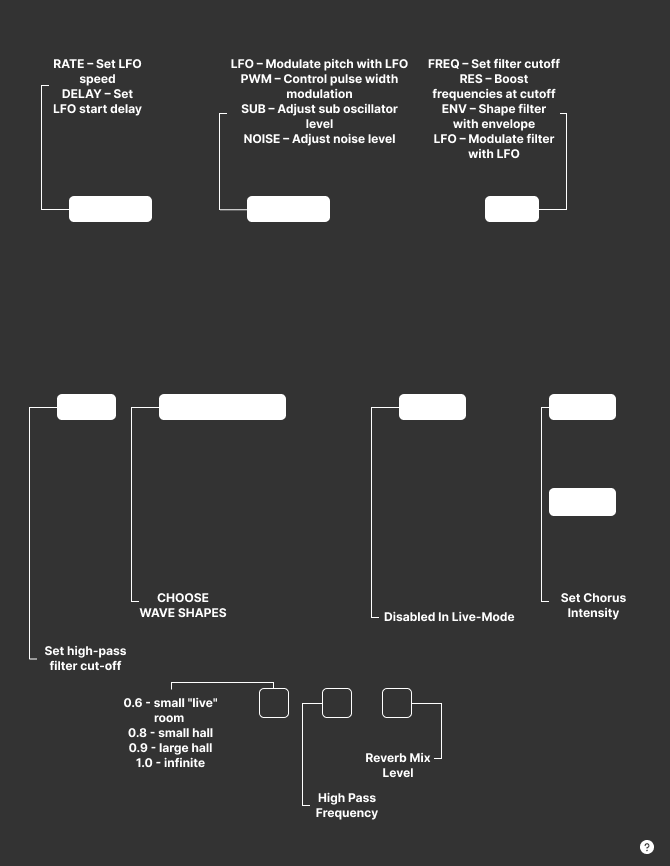 RATE – Set LFO
speed
DELAY – Set
LFO start delay
LFO – Modulate pitch with LFO
PWM – Control pulse width
modulation
SUB – Adjust sub oscillator
level
NOISE – Adjust noise level
FREQ – Set filter cutoff
RES – Boost
frequencies at cutoff
ENV – Shape filter
with envelope
LFO – Modulate filter
with LFO
CHOOSE
WAVE SHAPES
Disabled In Live-Mode
Set Chorus
Intensity
Set high-pass
filter cut-off
0.6 - small "live"
room
0.8 - small hall
0.9 - large hall
1.0 - infinite
Reverb Mix
Level
High Pass
Frequency
?